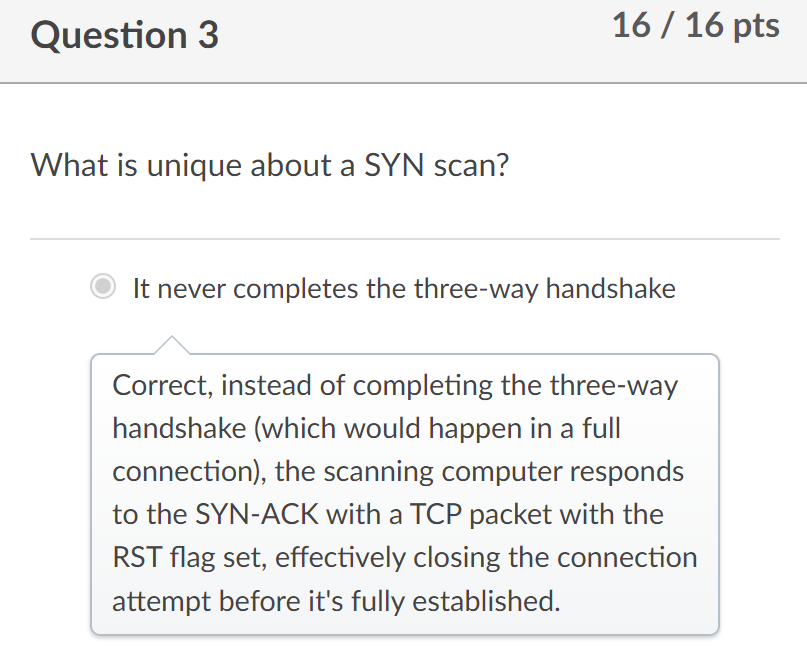 Question 3
16 / 16 pts
What is unique about a SYN scan?
It never completes the three-way handshake
Correct, instead of completing the three-way
handshake (which would happen in a full
connection), the scanning computer responds
to the SYN-ACK with a TCP packet with the
RST flag set, effectively closing the connection
attempt before it's fully established.